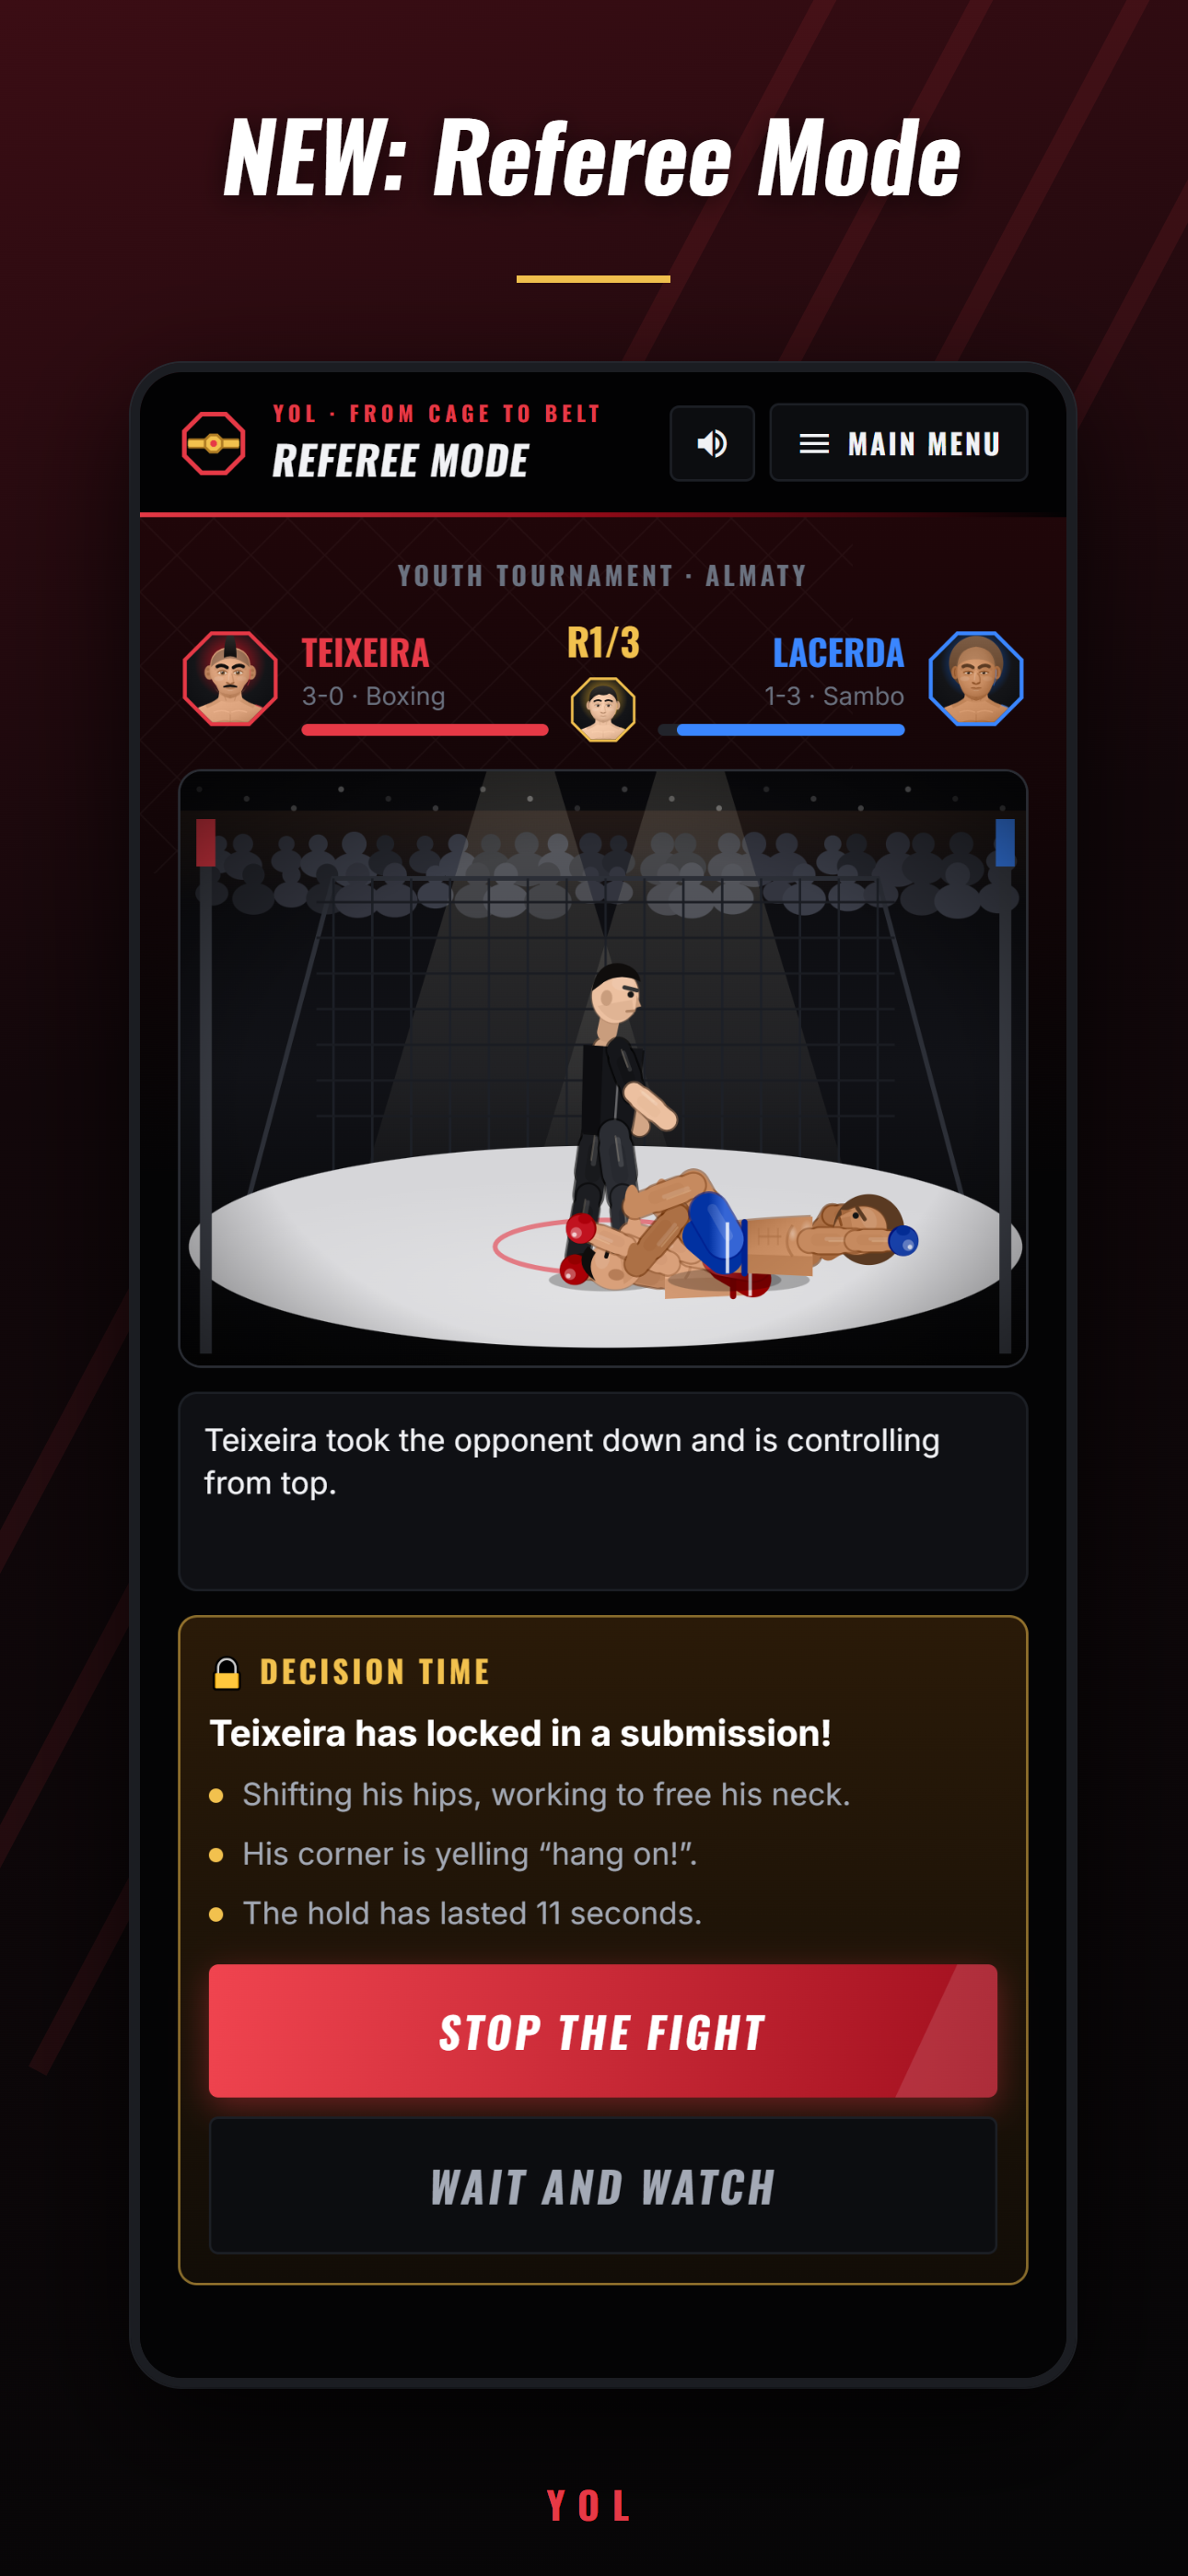 NEW: Referee Mode
YOL · FROM CAGE TO BELT
REFEREE MODE
MAIN MENU
YOUTH TOURNAMENT · ALMATY
TEIXEIRA
3-0 · Boxing
R1/3
LACERDA
1-3 · Sambo
Teixeira took the opponent down and is controlling
from top.
DECISION TIME
Teixeira has locked in a submission!
Shifting his hips, working to free his neck.
His corner is yelling “hang on!”.
The hold has lasted 11 seconds.
STOP THE FIGHT
WAIT AND WATCH
YOL